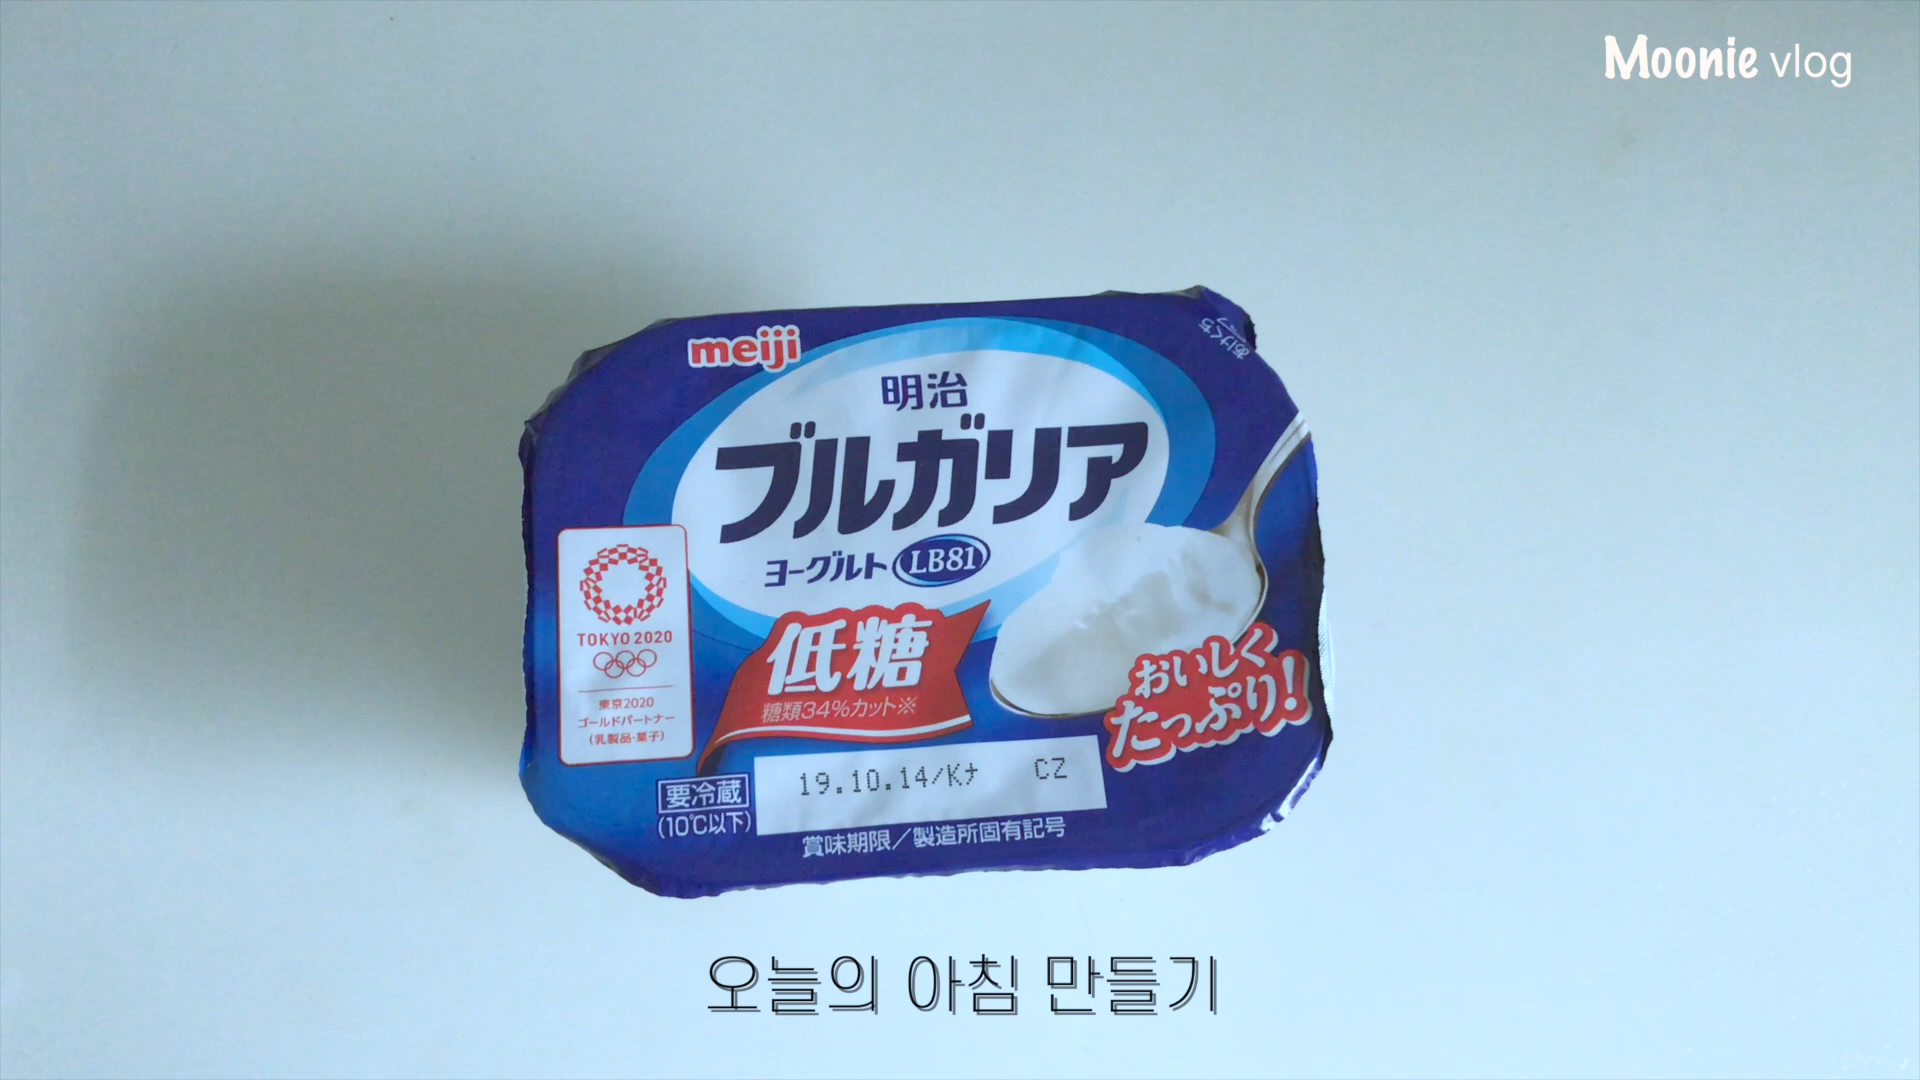 Moonie vlog
meiji
あけくち
明治
ブルガリア
ヨーグルト LB81
低糖
糖類34%カット※
おいしく
たっぷり!
TOKYO 2020
東京2020
ゴールドパートナー
(乳製品・菓子)
要冷蔵
(10℃以下)
19.10.14/Kナ CZ
賞味期限/製造所固有記号
오늘의 아침 만들기